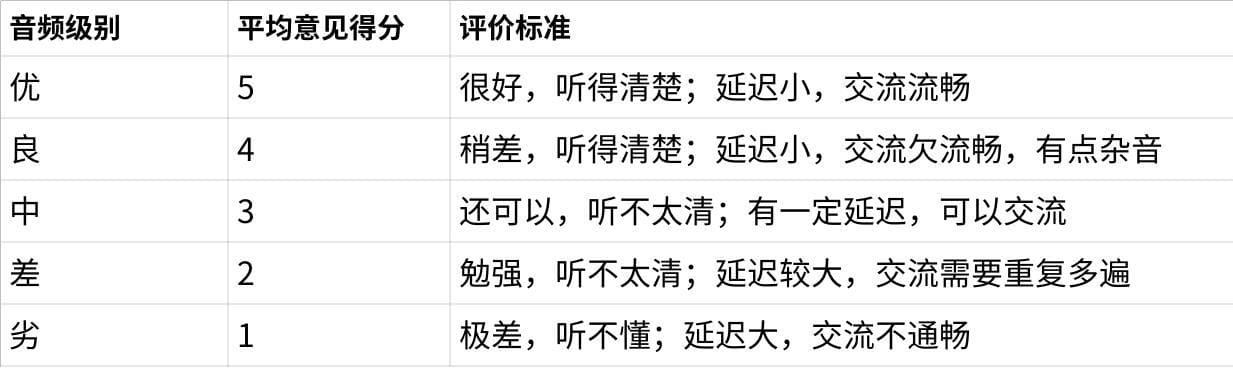 音频级别 平均意见得分 评价标准
优 5 很好，听得清楚；延迟小，交流流畅
良 4 稍差，听得清楚；延迟小，交流欠流畅，有点杂音
中 3 还可以，听不太清；有一定延迟，可以交流
差 2 勉强，听不太清；延迟较大，交流需要重复多遍
劣 1 极差，听不懂；延迟大，交流不通畅